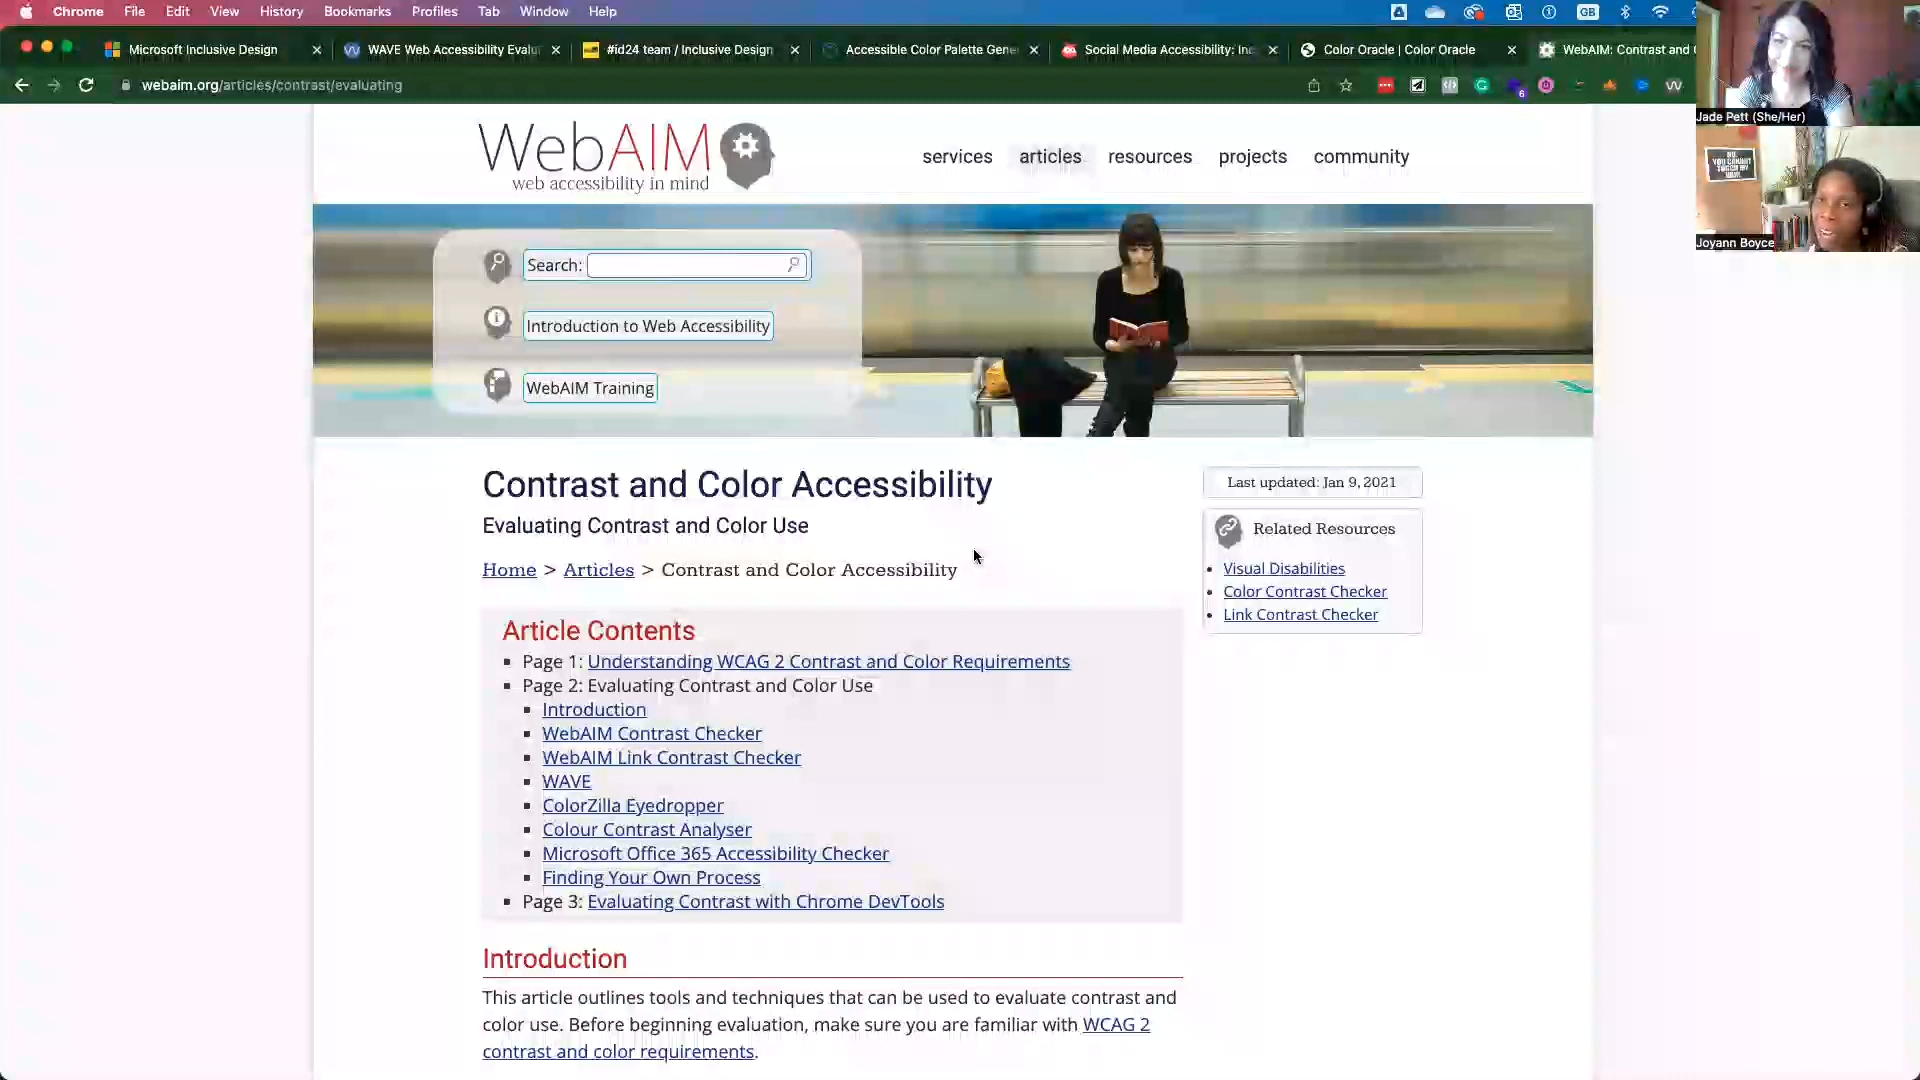 Chrome File Edit View History Bookmarks Profiles Tab Window Help
GB
Microsoft Inclusive Design
WAVE Web Accessibility Evalu
#id24 team / Inclusive Design
Accessible Color Palette Gene
Social Media Accessibility: Inc
Color Oracle | Color Oracle
WebAIM: Contrast and C
webaim.org/articles/contrast/evaluating
6
Jade Pett (She/Her)
Joyann Boyce
WebAIM
web accessibility in mind
services articles resources projects community
Search:
Introduction to Web Accessibility
WebAIM Training
Contrast and Color Accessibility
Evaluating Contrast and Color Use
Home > Articles > Contrast and Color Accessibility
Last updated: Jan 9, 2021
Related Resources
Visual Disabilities
Color Contrast Checker
Link Contrast Checker
Article Contents
Page 1: Understanding WCAG 2 Contrast and Color Requirements
Page 2: Evaluating Contrast and Color Use
Introduction
WebAIM Contrast Checker
WebAIM Link Contrast Checker
WAVE
ColorZilla Eyedropper
Colour Contrast Analyser
Microsoft Office 365 Accessibility Checker
Finding Your Own Process
Page 3: Evaluating Contrast with Chrome DevTools
Introduction
This article outlines tools and techniques that can be used to evaluate contrast and
color use. Before beginning evaluation, make sure you are familiar with WCAG 2
contrast and color requirements.